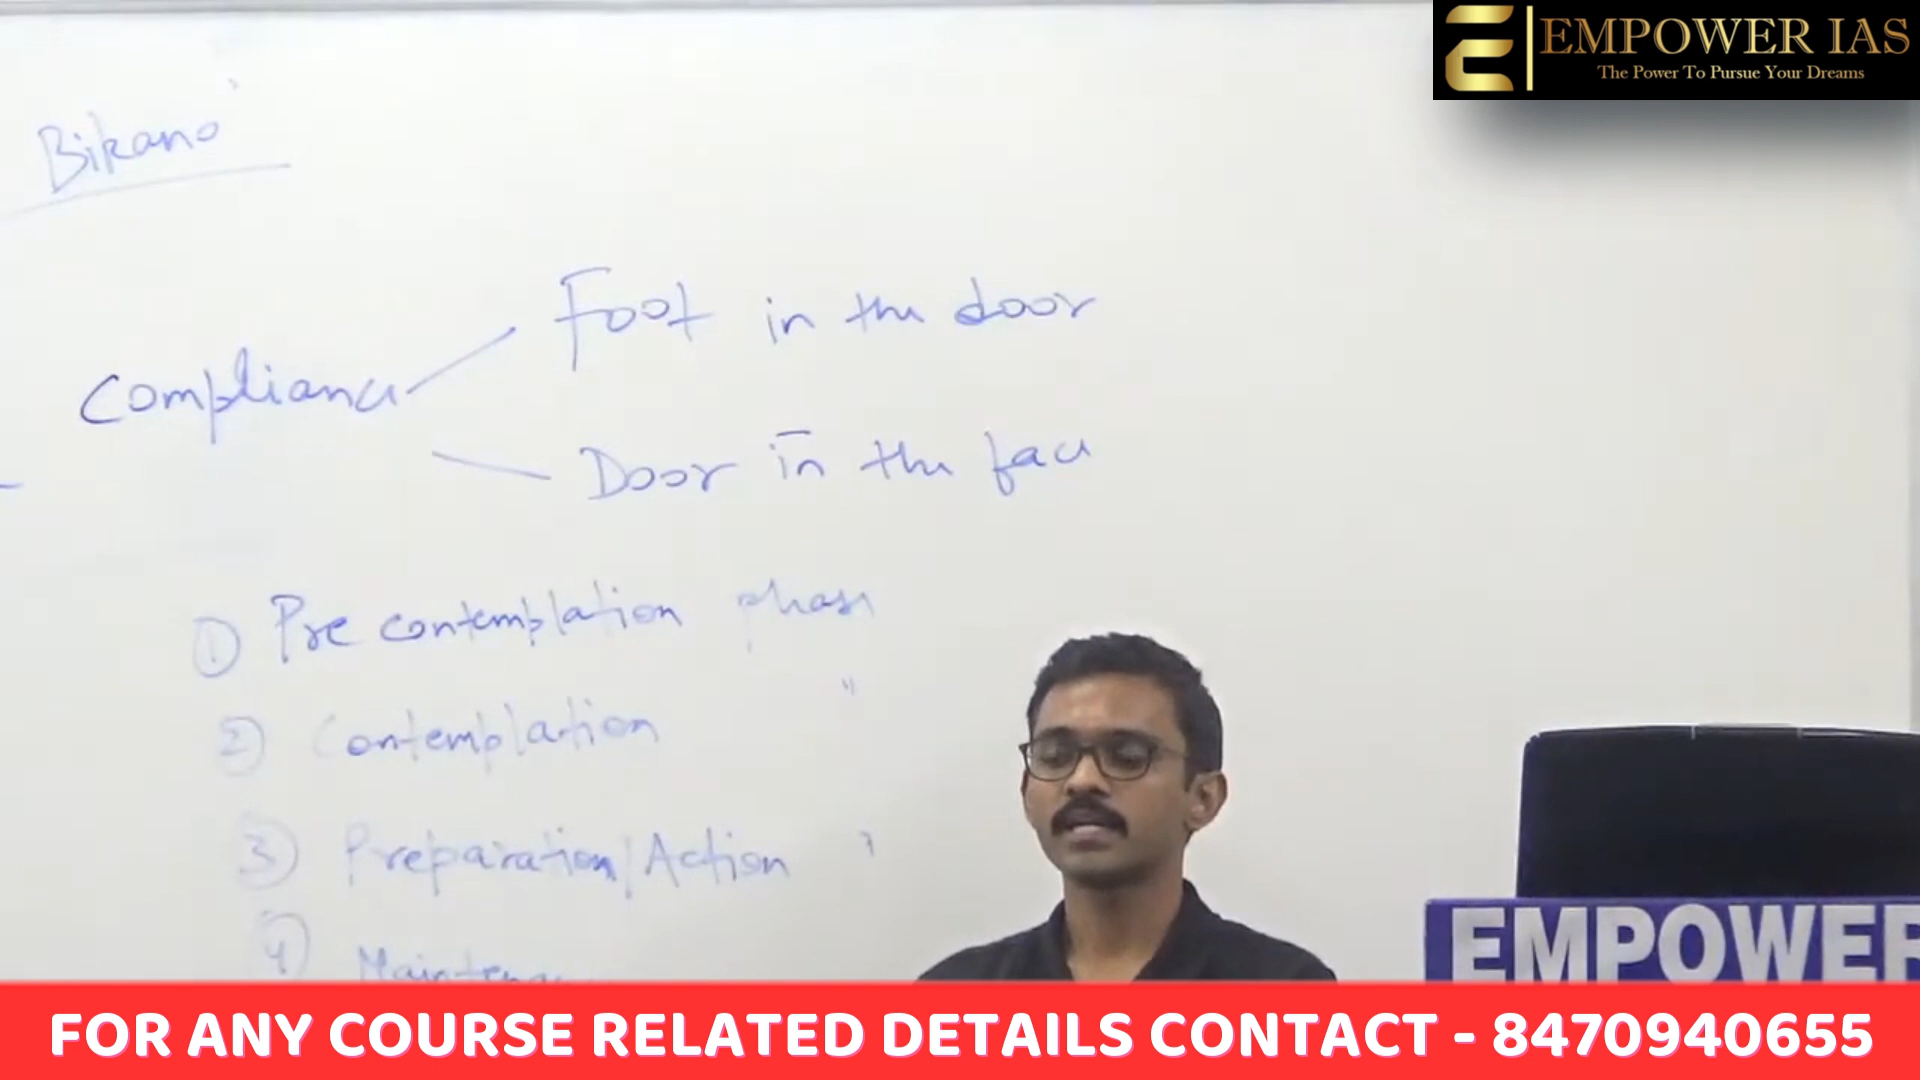 EMPOWER IAS
The Power To Pursue Your Dreams
Bikano
Compliance
Foot in the door
Door in the face
① Pre contemplation phase
② Contemplation "
③ Preparation/Action "
④
EMPOWER
FOR ANY COURSE RELATED DETAILS CONTACT - 8470940655